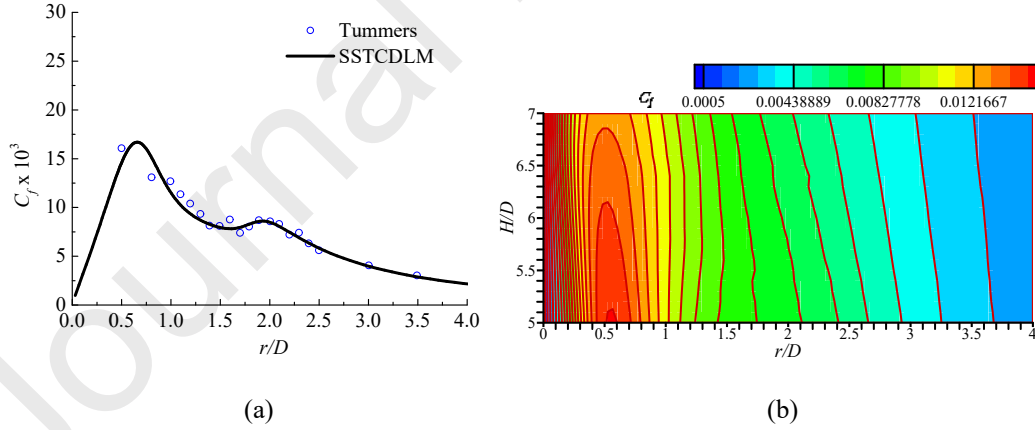 Journal
30
25
20
15
10
5
0
C_f x 10³
Tummers
SSTCDLM
0.0 0.5 1.0 1.5 2.0 2.5 3.0 3.5 4.0
r/D
(a)
C_f 0.0005 0.00438889 0.00827778 0.0121667
7
6.5
6
5.5
5
H/D
0 0.5 1 1.5 2 2.5 3 3.5 4
r/D
(b)